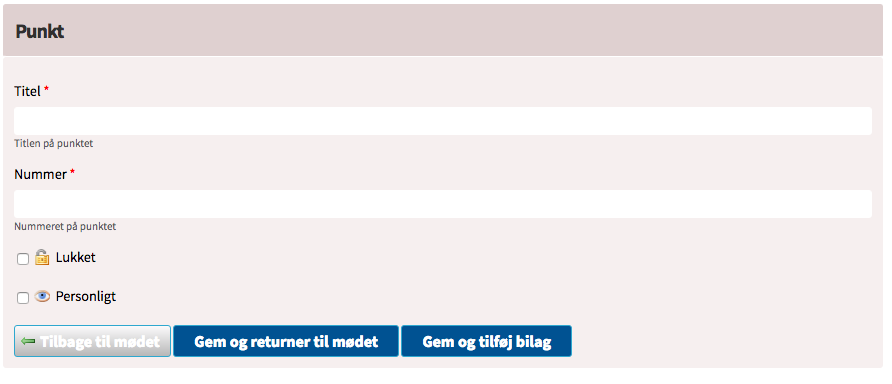 Punkt
Titel *
Titlen på punktet
Nummer *
Nummeret på punktet
Lukket
Personligt
Tilbage til mødet Gem og returner til mødet Gem og tilføj bilag